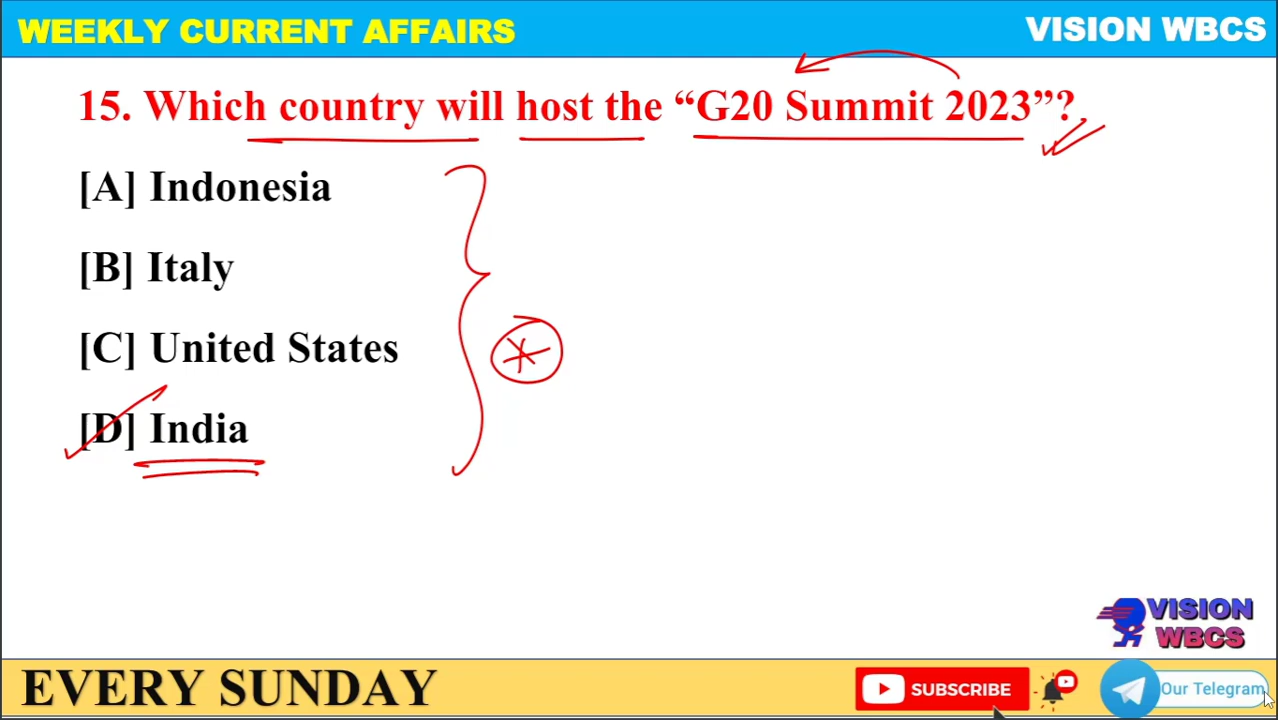 WEEKLY CURRENT AFFAIRS
VISION WBCS
15. Which country will host the “G20 Summit 2023”?
[A] Indonesia
[B] Italy
[C] United States
[D] India
VISION
WBCS
EVERY SUNDAY
SUBSCRIBE
Our Telegram